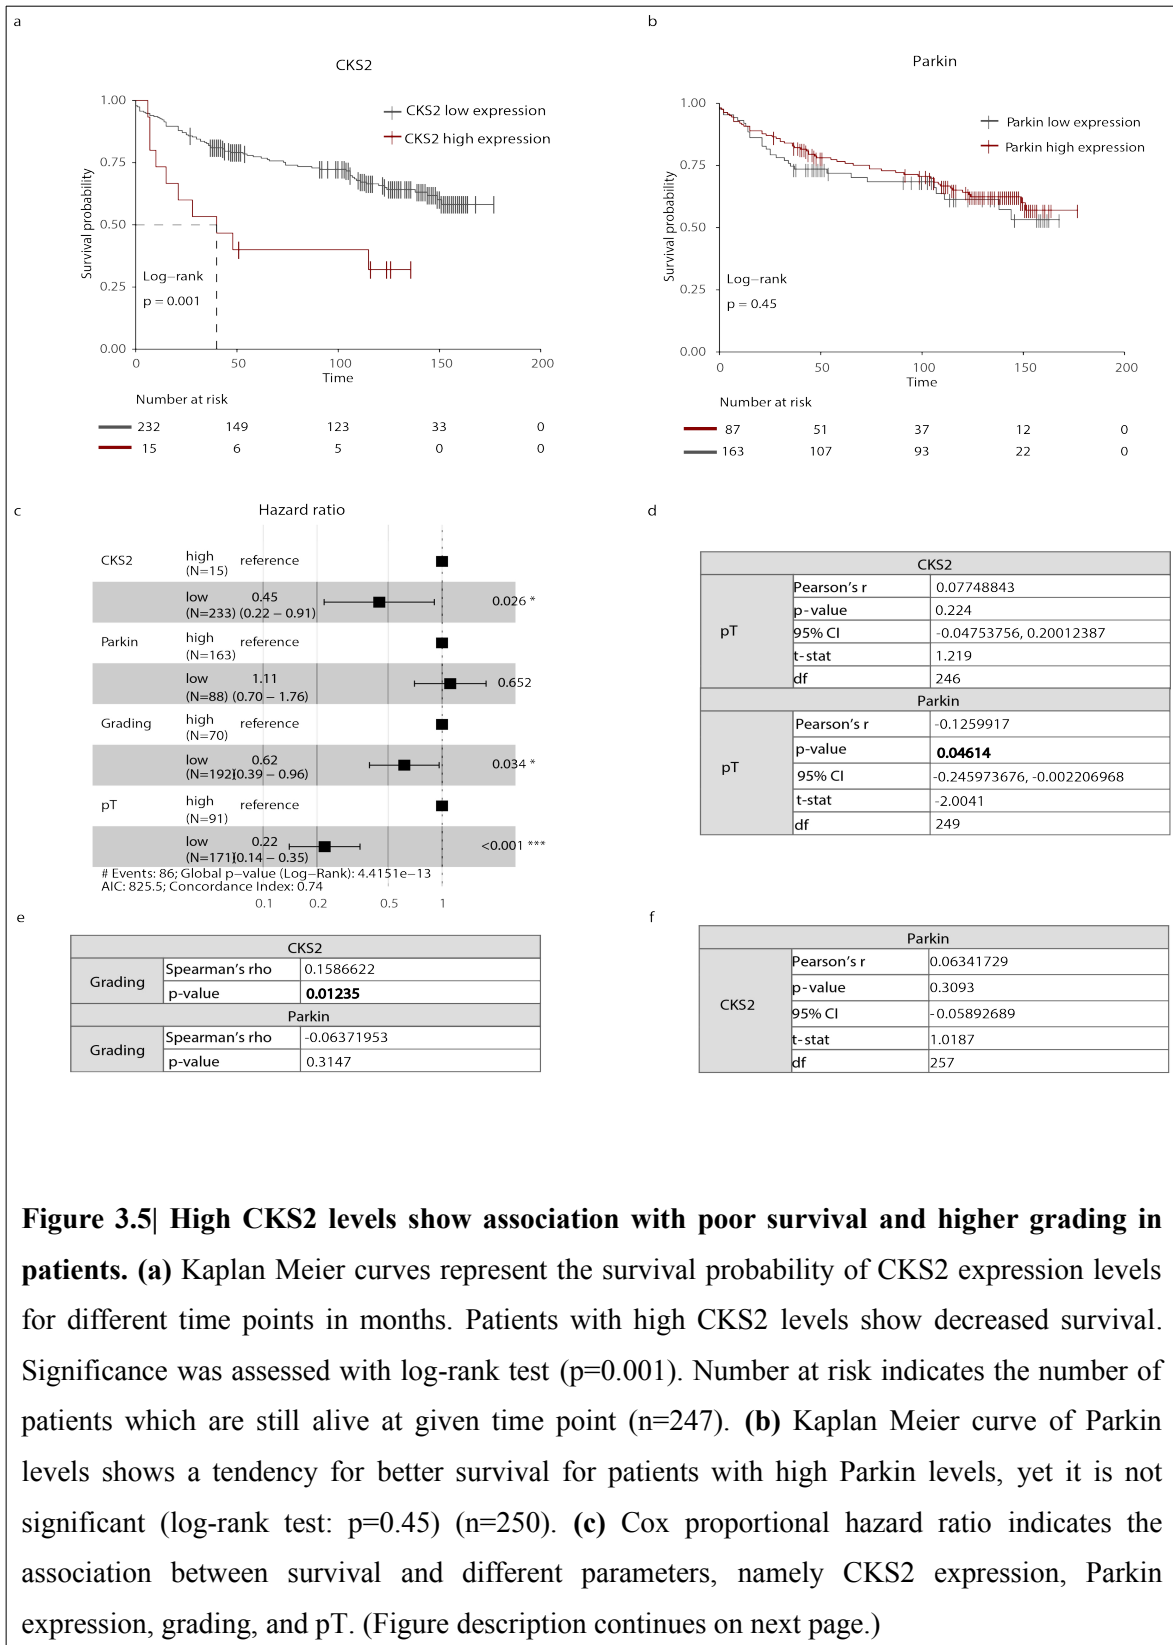 a
CKS2
1.00
0.75
0.50
0.25
0.00
Survival probability
CKS2 low expression
CKS2 high expression
Log–rank
p = 0.001
0 50 100 150 200
Time
Number at risk
232 149 123 33 0
15 6 5 0 0
b
Parkin
1.00
0.75
0.50
0.25
0.00
Survival probability
Parkin low expression
Parkin high expression
Log–rank
p = 0.45
0 50 100 150 200
Time
Number at risk
87 51 37 12 0
163 107 93 22 0
c
Hazard ratio
CKS2 high reference
(N=15)
low 0.45 0.026 *
(N=233) (0.22 – 0.91)
Parkin high reference
(N=163)
low 1.11 0.652
(N=88) (0.70 – 1.76)
Grading high reference
(N=70)
low 0.62 0.034 *
(N=192)(0.39 – 0.96)
pT high reference
(N=91)
low 0.22 <0.001 ***
(N=171)(0.14 – 0.35)
# Events: 86; Global p–value (Log–Rank): 4.4151e–13
AIC: 825.5; Concordance Index: 0.74
0.1 0.2 0.5 1
d
CKS2
pT
Pearson's r 0.07748843
p-value 0.224
95% CI -0.04753756, 0.20012387
t-stat 1.219
df 246
Parkin
pT
Pearson's r -0.1259917
p-value 0.04614
95% CI -0.245973676, -0.002206968
t-stat -2.0041
df 249
e
CKS2
Grading
Spearman's rho 0.1586622
p-value 0.01235
Parkin
Grading
Spearman's rho -0.06371953
p-value 0.3147
f
Parkin
CKS2
Pearson's r 0.06341729
p-value 0.3093
95% CI -0.05892689
t-stat 1.0187
df 257
Figure 3.5| High CKS2 levels show association with poor survival and higher grading in
patients. (a) Kaplan Meier curves represent the survival probability of CKS2 expression levels
for different time points in months. Patients with high CKS2 levels show decreased survival.
Significance was assessed with log-rank test (p=0.001). Number at risk indicates the number of
patients which are still alive at given time point (n=247). (b) Kaplan Meier curve of Parkin
levels shows a tendency for better survival for patients with high Parkin levels, yet it is not
significant (log-rank test: p=0.45) (n=250). (c) Cox proportional hazard ratio indicates the
association between survival and different parameters, namely CKS2 expression, Parkin
expression, grading, and pT. (Figure description continues on next page.)